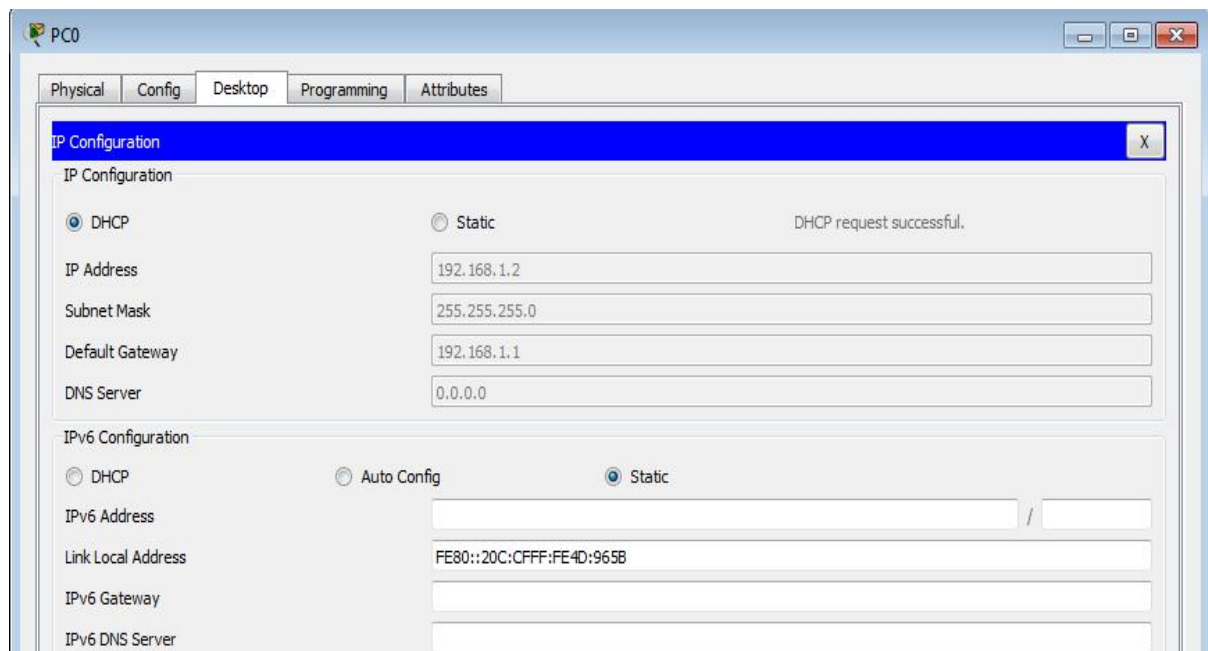 PC0
Physical Config Desktop Programming Attributes
IP Configuration X
IP Configuration
DHCP Static DHCP request successful.
IP Address 192.168.1.2
Subnet Mask 255.255.255.0
Default Gateway 192.168.1.1
DNS Server 0.0.0.0
IPv6 Configuration
DHCP Auto Config Static
IPv6 Address /
Link Local Address FE80::20C:CFFF:FE4D:965B
IPv6 Gateway
IPv6 DNS Server